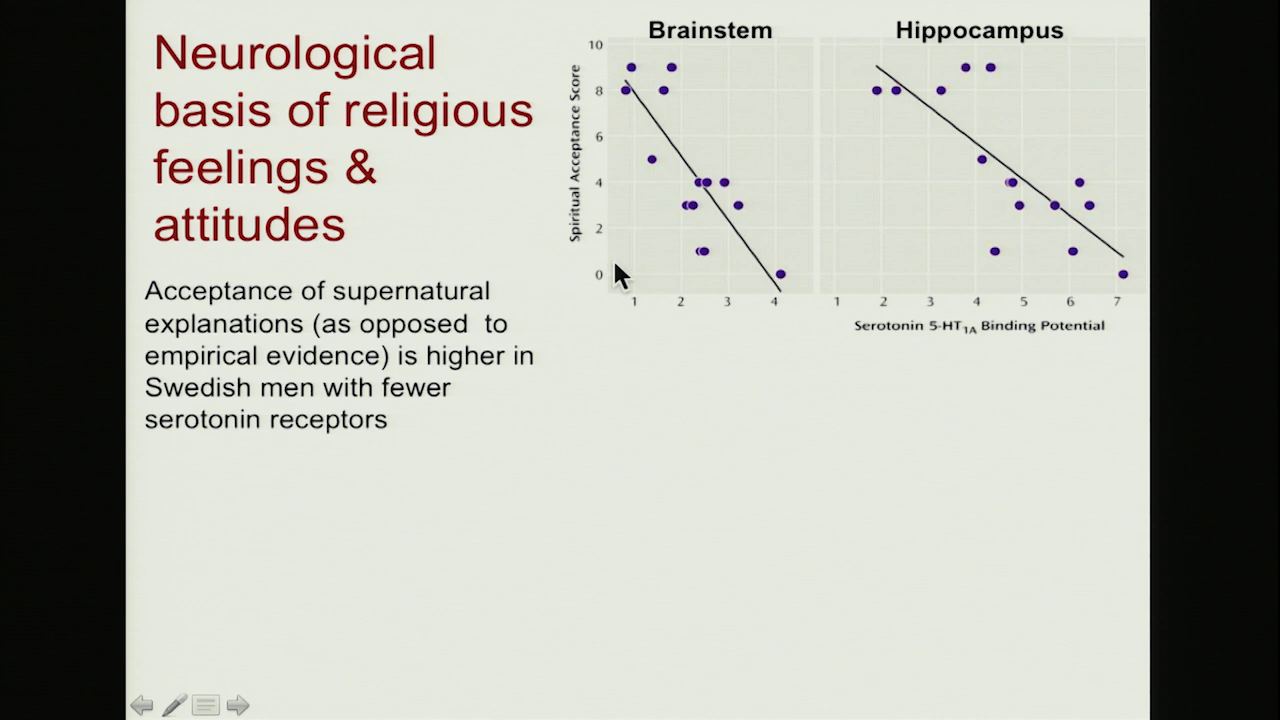 Neurological
basis of religious
feelings &
attitudes
Acceptance of supernatural
explanations (as opposed to
empirical evidence) is higher in
Swedish men with fewer
serotonin receptors
Brainstem
Hippocampus
Spiritual Acceptance Score
10
8
6
4
2
0
1 2 3 4
1 2 3 4 5 6 7
Serotonin 5-HT1A Binding Potential